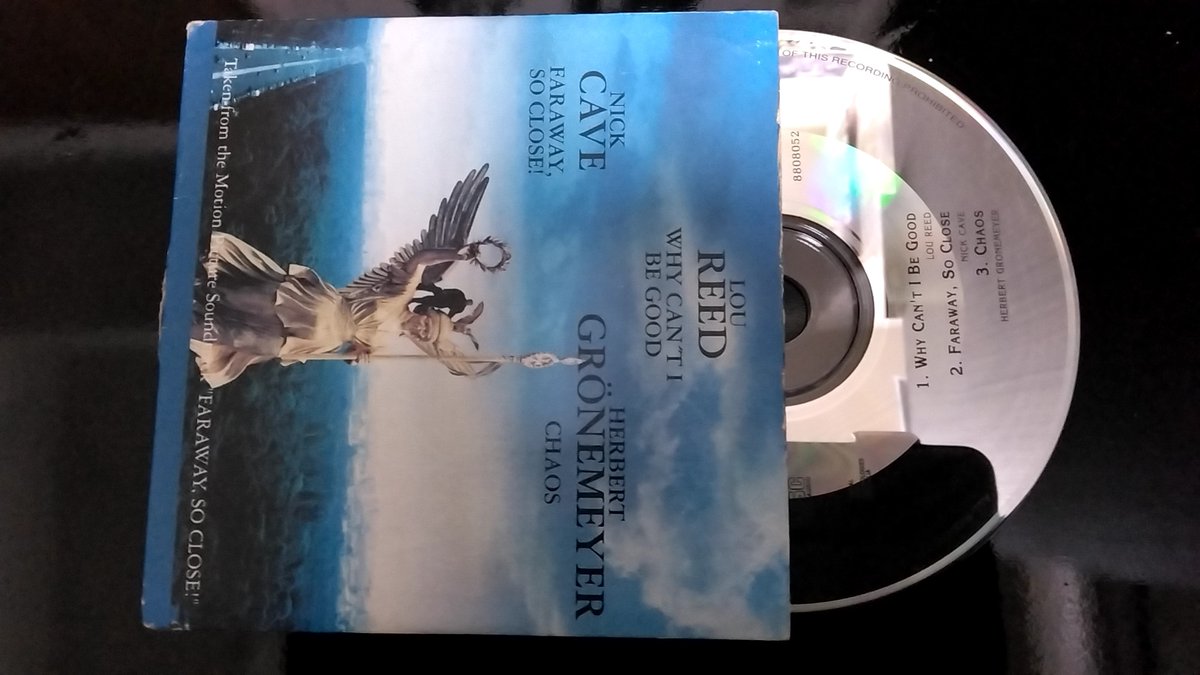 NICK
CAVE
FARAWAY,
SO CLOSE!
LOU
REED
WHY CAN'T I
BE GOOD
HERBERT
GRÖNEMEYER
CHAOS
Taken from the Motion Sound "FARAWAY, SO CLOSE!"
OF THIS RECORDING PROHIBITED
8808052
1. WHY CAN'T I BE GOOD
LOU REED
2. FARAWAY, SO CLOSE
NICK CAVE
3. CHAOS
HERBERT GRONEMEYER